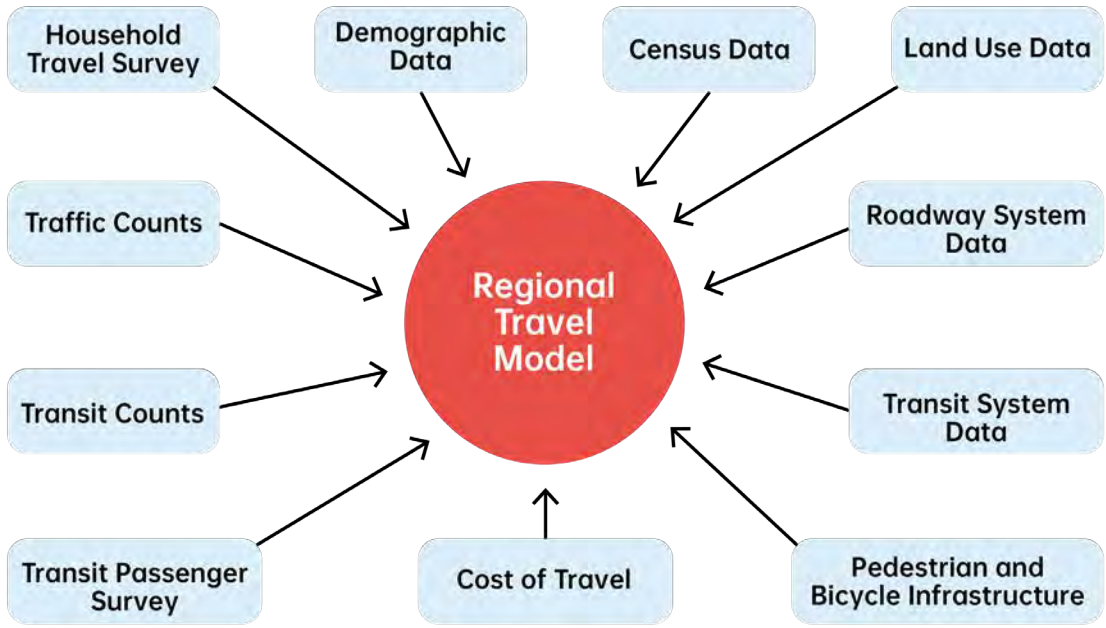 Household
Travel Survey
Demographic
Data
Census Data
Land Use Data
Traffic Counts
Roadway System
Data
Regional
Travel
Model
Transit Counts
Transit System
Data
Transit Passenger
Survey
Cost of Travel
Pedestrian and
Bicycle Infrastructure